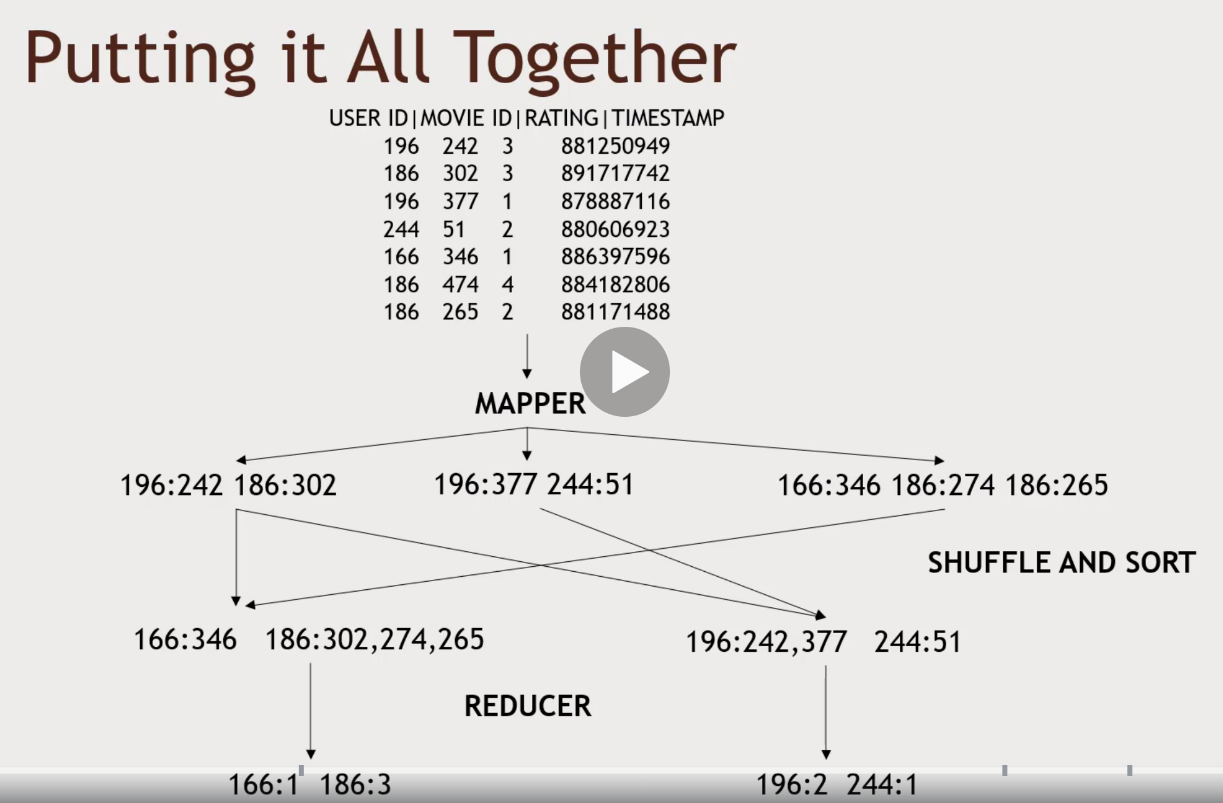 Putting it All Together
USER ID|MOVIE ID|RATING|TIMESTAMP
196 242 3 881250949
186 302 3 891717742
196 377 1 878887116
244 51 2 880606923
166 346 1 886397596
186 474 4 884182806
186 265 2 881171488
MAPPER
196:242 186:302 196:377 244:51 166:346 186:274 186:265
SHUFFLE AND SORT
166:346 186:302,274,265 196:242,377 244:51
REDUCER
166:1 186:3 196:2 244:1